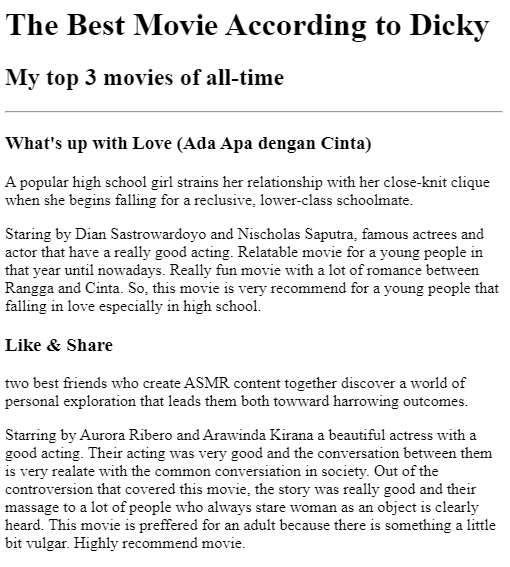 The Best Movie According to Dicky
My top 3 movies of all-time
What's up with Love (Ada Apa dengan Cinta)
A popular high school girl strains her relationship with her close-knit clique
when she begins falling for a reclusive, lower-class schoolmate.
Staring by Dian Sastrowardoyo and Nischolas Saputra, famous actrees and
actor that have a really good acting. Relatable movie for a young people in
that year until nowadays. Really fun movie with a lot of romance between
Rangga and Cinta. So, this movie is very recommend for a young people that
falling in love especially in high school.
Like & Share
two best friends who create ASMR content together discover a world of
personal exploration that leads them both towward harrowing outcomes.
Starring by Aurora Ribero and Arawinda Kirana a beautiful actress with a
good acting. Their acting was very good and the conversation between them
is very realate with the common conversiation in society. Out of the
controversion that covered this movie, the story was really good and their
massage to a lot of people who always stare woman as an object is clearly
heard. This movie is preffered for an adult because there is something a little
bit vulgar. Highly recommend movie.